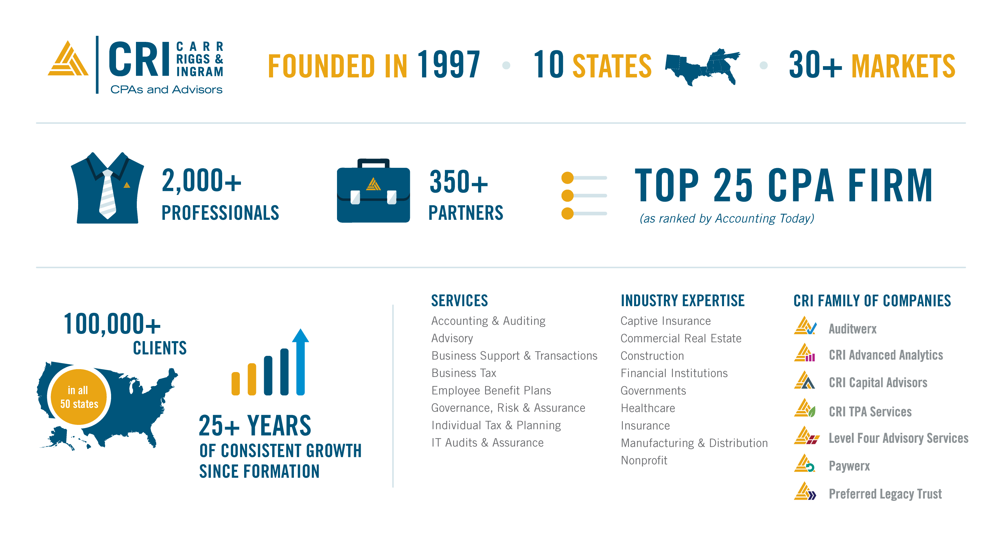 CRI
CARR
RIGGS &
INGRAM
CPAs and Advisors
FOUNDED IN 1997 • 10 STATES • 30+ MARKETS
2,000+
PROFESSIONALS
350+
PARTNERS
TOP 25 CPA FIRM
(as ranked by Accounting Today)
100,000+
CLIENTS
in all
50 states
25+ YEARS
OF CONSISTENT GROWTH
SINCE FORMATION
SERVICES
Accounting & Auditing
Advisory
Business Support & Transactions
Business Tax
Employee Benefit Plans
Governance, Risk & Assurance
Individual Tax & Planning
IT Audits & Assurance
INDUSTRY EXPERTISE
Captive Insurance
Commercial Real Estate
Construction
Financial Institutions
Governments
Healthcare
Insurance
Manufacturing & Distribution
Nonprofit
CRI FAMILY OF COMPANIES
Auditwerx
CRI Advanced Analytics
CRI Capital Advisors
CRI TPA Services
Level Four Advisory Services
Paywerx
Preferred Legacy Trust